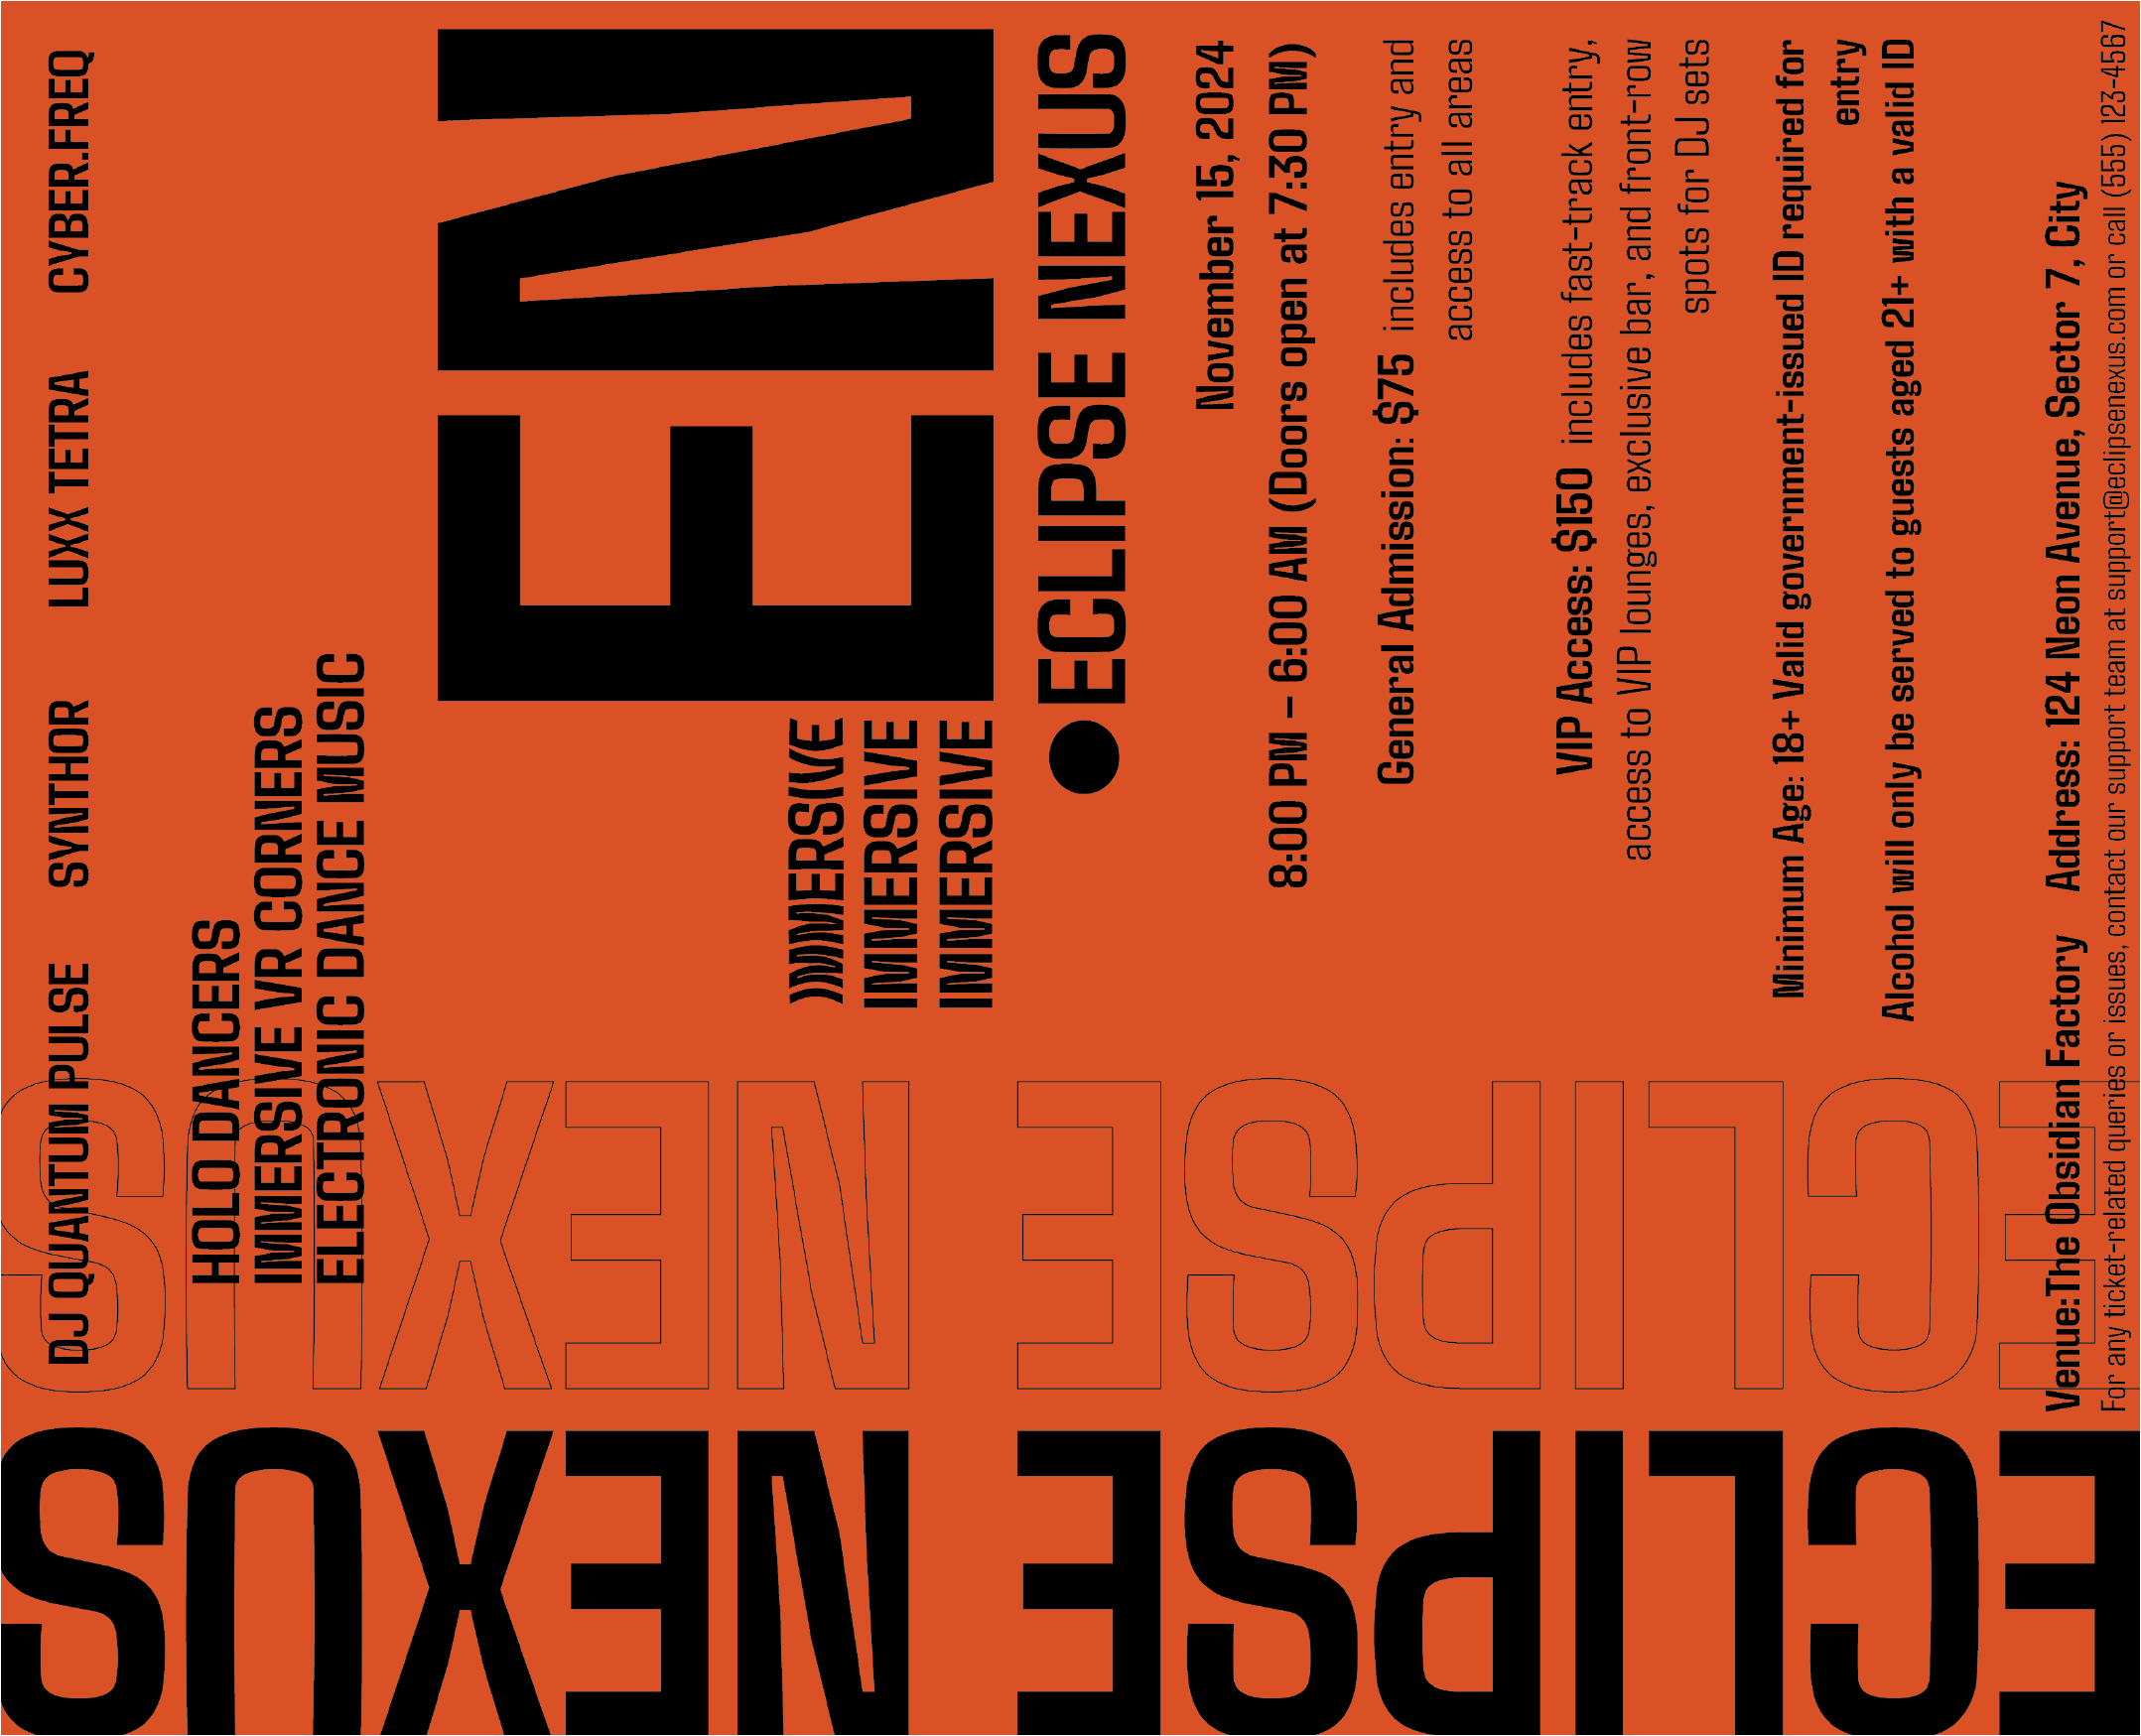 DJ QUANTUM PULSE SYNTHOR LUXX TETRA CYBER.FREQ
HOLO DANCERS
IMMERSIVE VR CORNERS
ELECTRONIC DANCE MUSIC
EN
IMMERSIVE
IMMERSIVE
IMMERSIVE
ECLIPSE NEXUS
November 15, 2024
8:00 PM – 6:00 AM (Doors open at 7:30 PM)
General Admission: $75 includes entry and
access to all areas
VIP Access: $150 includes fast-track entry,
access to VIP lounges, exclusive bar, and front-row
spots for DJ sets
Minimum Age: 18+ Valid government-issued ID required for
entry
Alcohol will only be served to guests aged 21+ with a valid ID
Venue:The Obsidian Factory Address: 124 Neon Avenue, Sector 7, City
For any ticket-related queries or issues, contact our support team at support@eclipsenexus.com or call (555) 123-4567
ECLIPSE NEXUS
ECLIPSE NEXUS